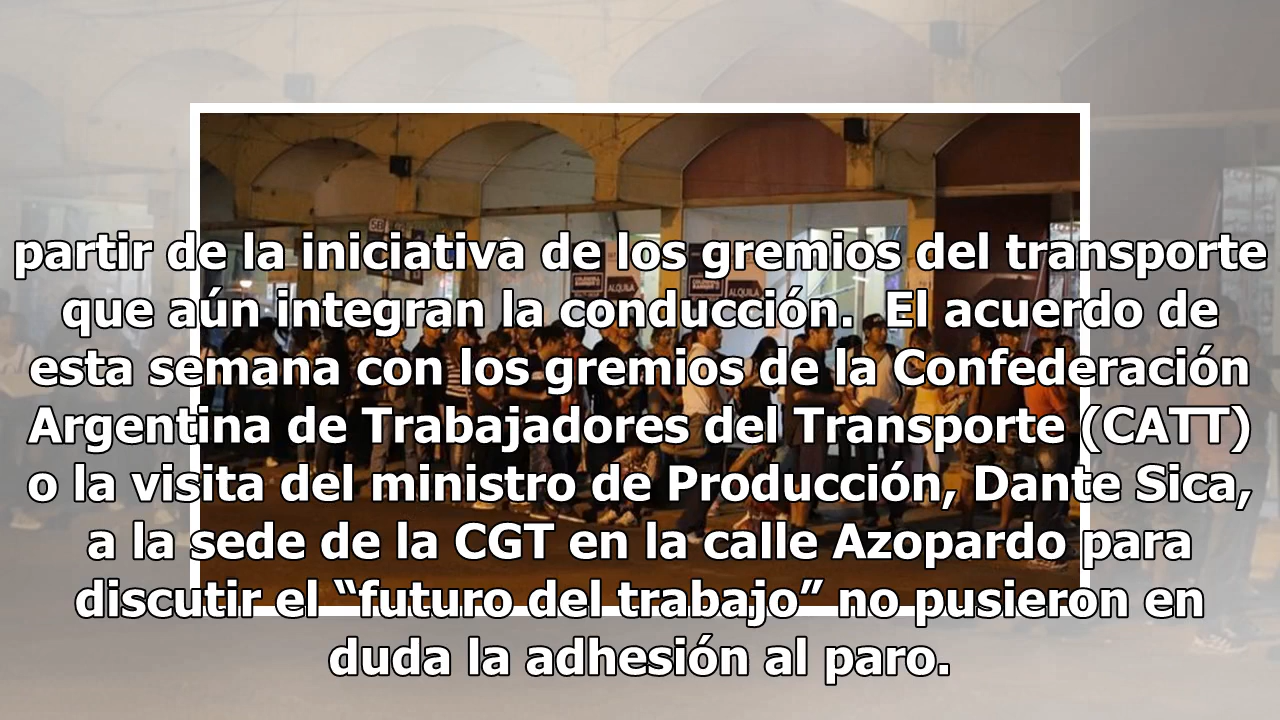 partir de la iniciativa de los gremios del transporte
que aún integran la conducción.  El acuerdo de
esta semana con los gremios de la Confederación
Argentina de Trabajadores del Transporte (CATT)
o la visita del ministro de Producción, Dante Sica,
a la sede de la CGT en la calle Azopardo para
discutir el “futuro del trabajo” no pusieron en
duda la adhesión al paro.
ALQUILA
ALQUILA